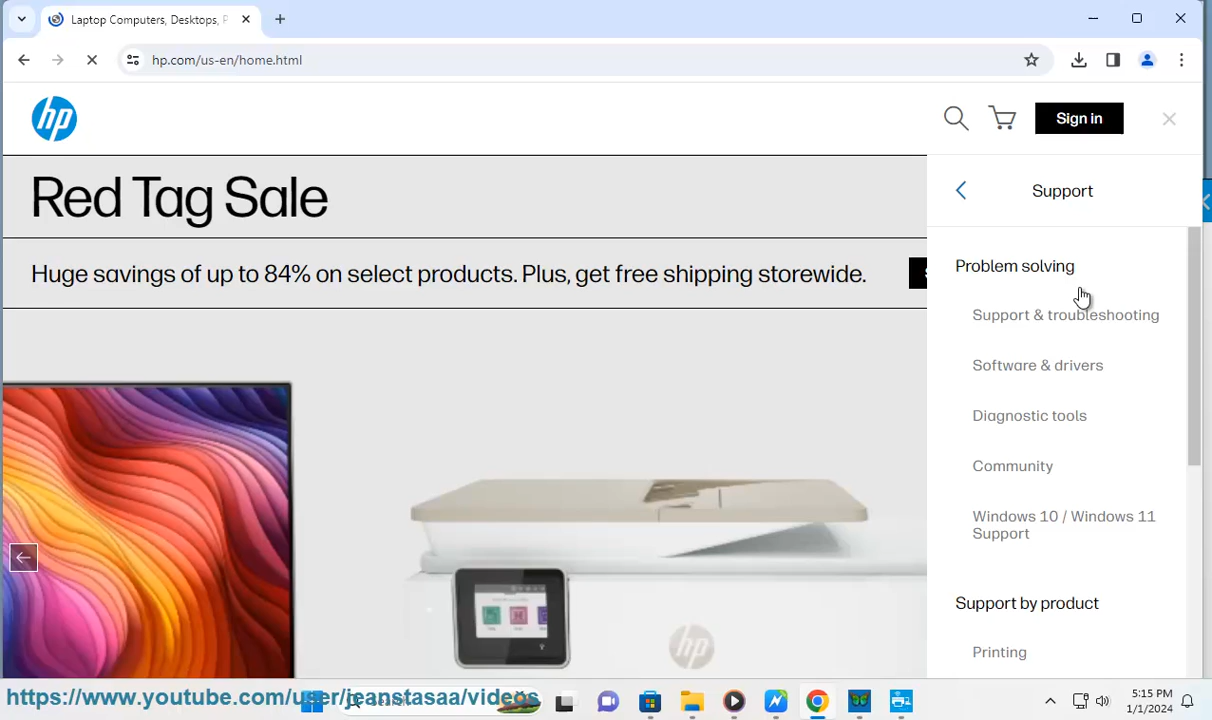 Laptop Computers, Desktops, P
hp.com/us-en/home.html
hp
Sign in
Red Tag Sale
Support
Huge savings of up to 84% on select products. Plus, get free shipping storewide.
Problem solving
Support & troubleshooting
Software & drivers
Diagnostic tools
Community
Windows 10 / Windows 11
Support
Support by product
Printing
hp
https://www.youtube.com/user/jeanstasaa/videos
5:15 PM
1/1/2024